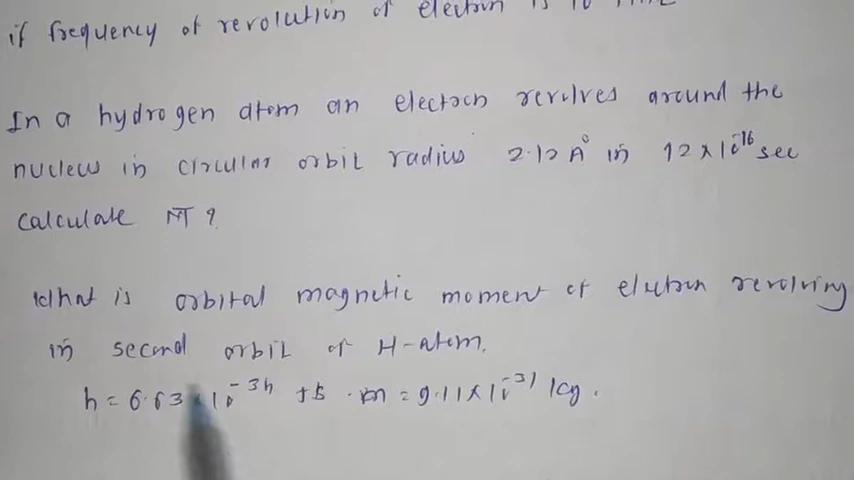 if frequency of revolution of electron is 10
In a hydrogen atom an electron revolves around the
nucleus in circular orbit radius 2.12 A° in 12×10^-16 sec
calculate M ?
What is orbital magnetic moment of electron revolving
in second orbit of H-atom.
h = 6.63×10^-34 . m = 9.11×10^-31 kg.